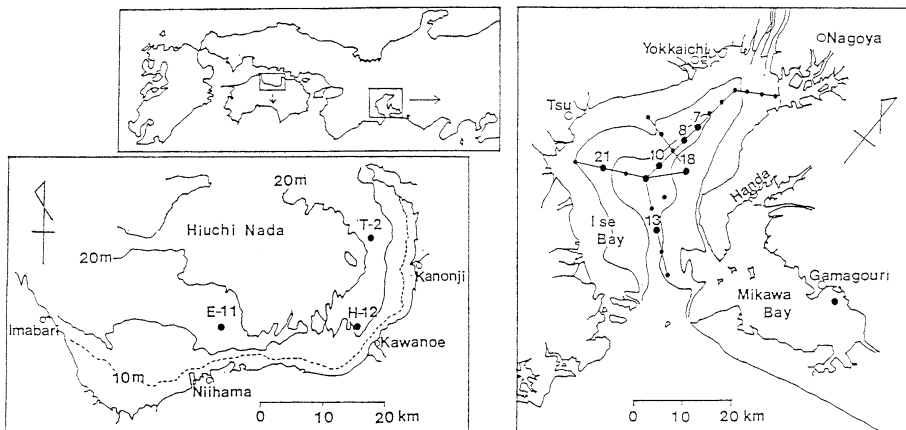 20m
Hiuchi Nada
T-2
20m
Kanonji
E-11
H-12
Imabari
Kawanoe
10m
Niihama
0 10 20 km
Nagoya
Yokkaichi
Tsu
7
8
10
18
21
13
Handa
Ise
Bay
Gamagouri
Mikawa
Bay
0 10 20 km